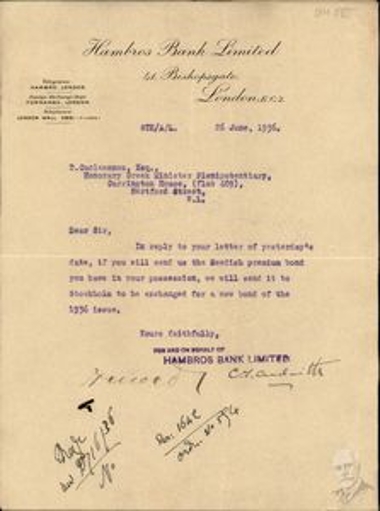 Hambros Bank Limited
41, Bishopsgate,
London, E.C.2.
Telegrams:
HAMBRO, LONDON
LONDON WALL
26 June, 1936.
D. Caclamanos, Esq.,
Honorary Greek Minister Plenipotentiary,
Carrington House, (Flat 409),
Hertford Street,
W.1.
Dear Sir,
In reply to your letter of yesterday's
date, if you will send us the Swedish premium bond
you have in your possession, we will send it to
Stockholm to be exchanged for a new bond of the
1936 issue.
Yours faithfully,
FOR AND ON BEHALF OF
HAMBROS BANK LIMITED.
No